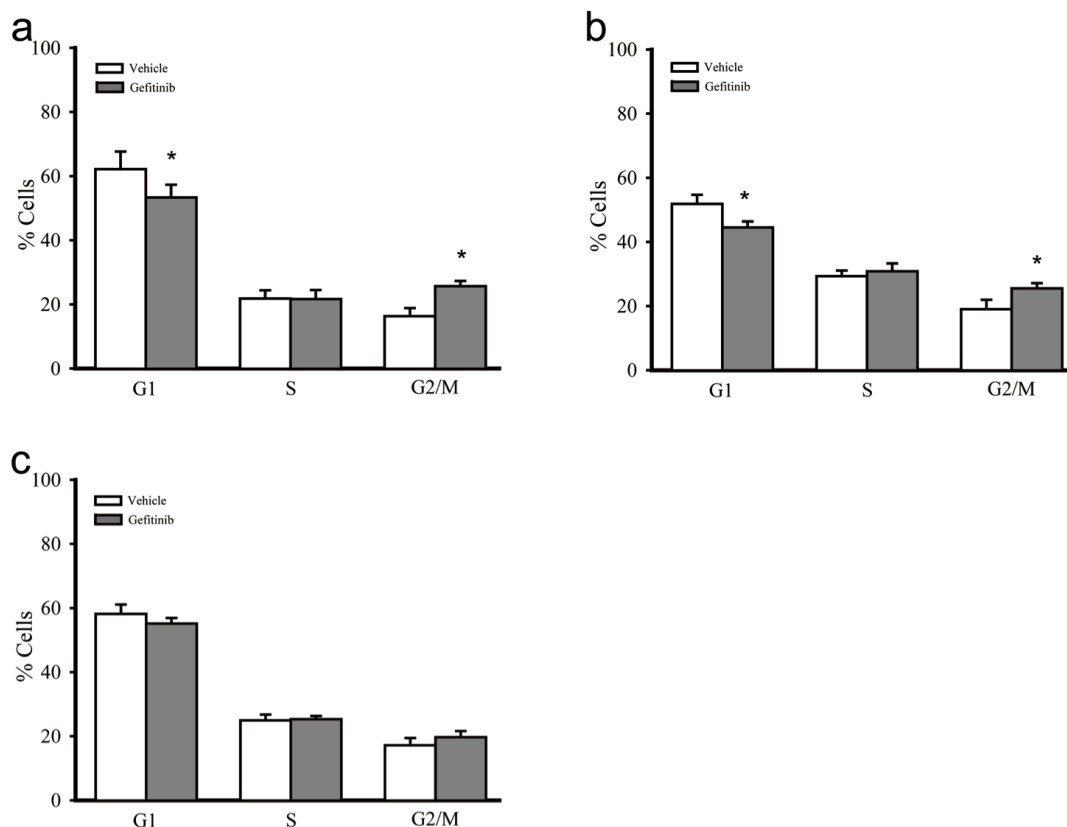 a
100
80
60
40
20
0
% Cells
Vehicle
Gefitinib
*
*
G1 S G2/M
b
100
80
60
40
20
0
% Cells
Vehicle
Gefitinib
*
*
G1 S G2/M
c
100
80
60
40
20
0
% Cells
Vehicle
Gefitinib
G1 S G2/M